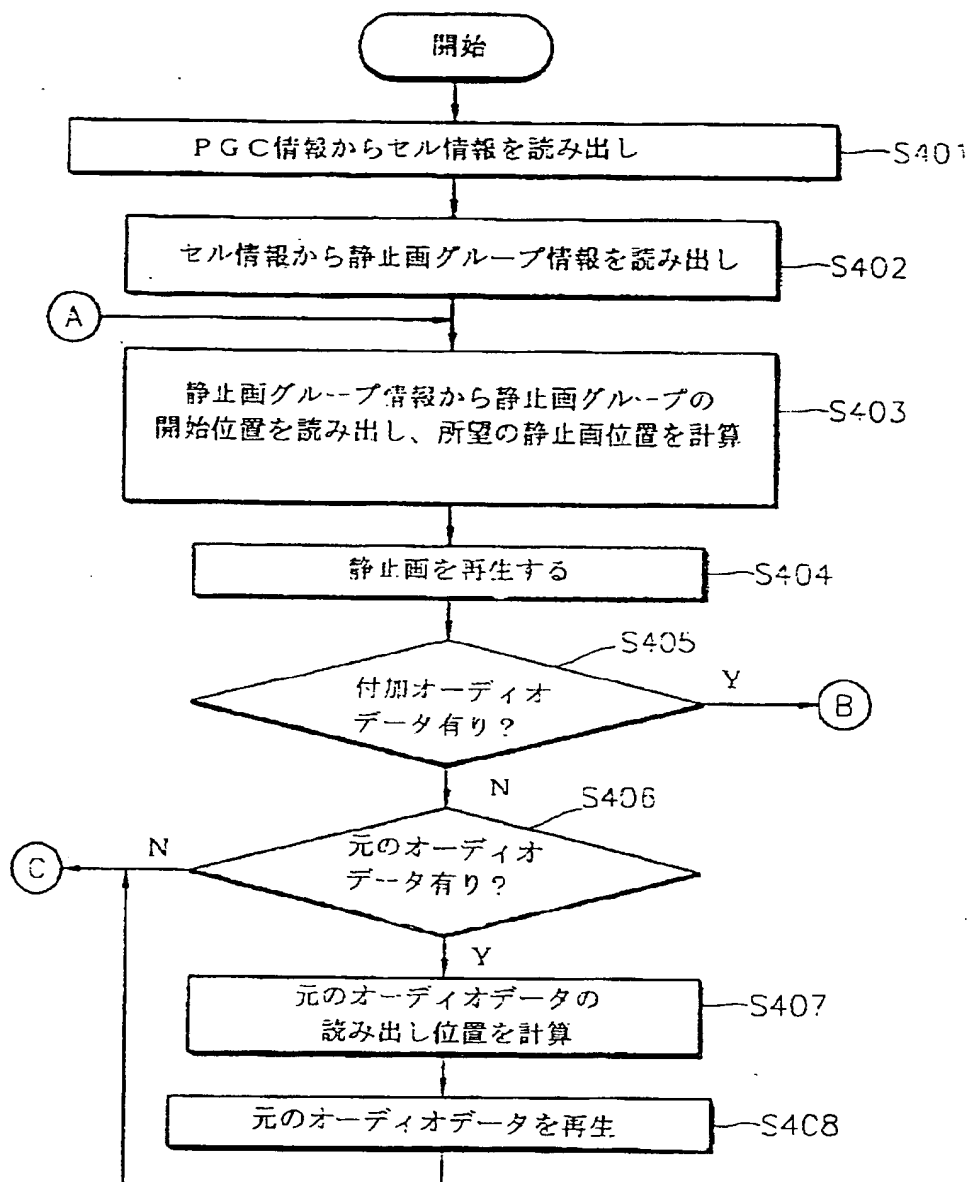 開始
PGC情報からセル情報を読み出し
S401
セル情報から静止画グループ情報を読み出し
S402
A
静止画グループ情報から静止画グループの
開始位置を読み出し、所望の静止画位置を計算
S403
静止画を再生する
S404
S405
付加オーディオ
データ有り?
Y
B
N
S406
元のオーディオ
データ有り?
N
C
Y
元のオーディオデータの
読み出し位置を計算
S407
元のオーディオデータを再生
S408